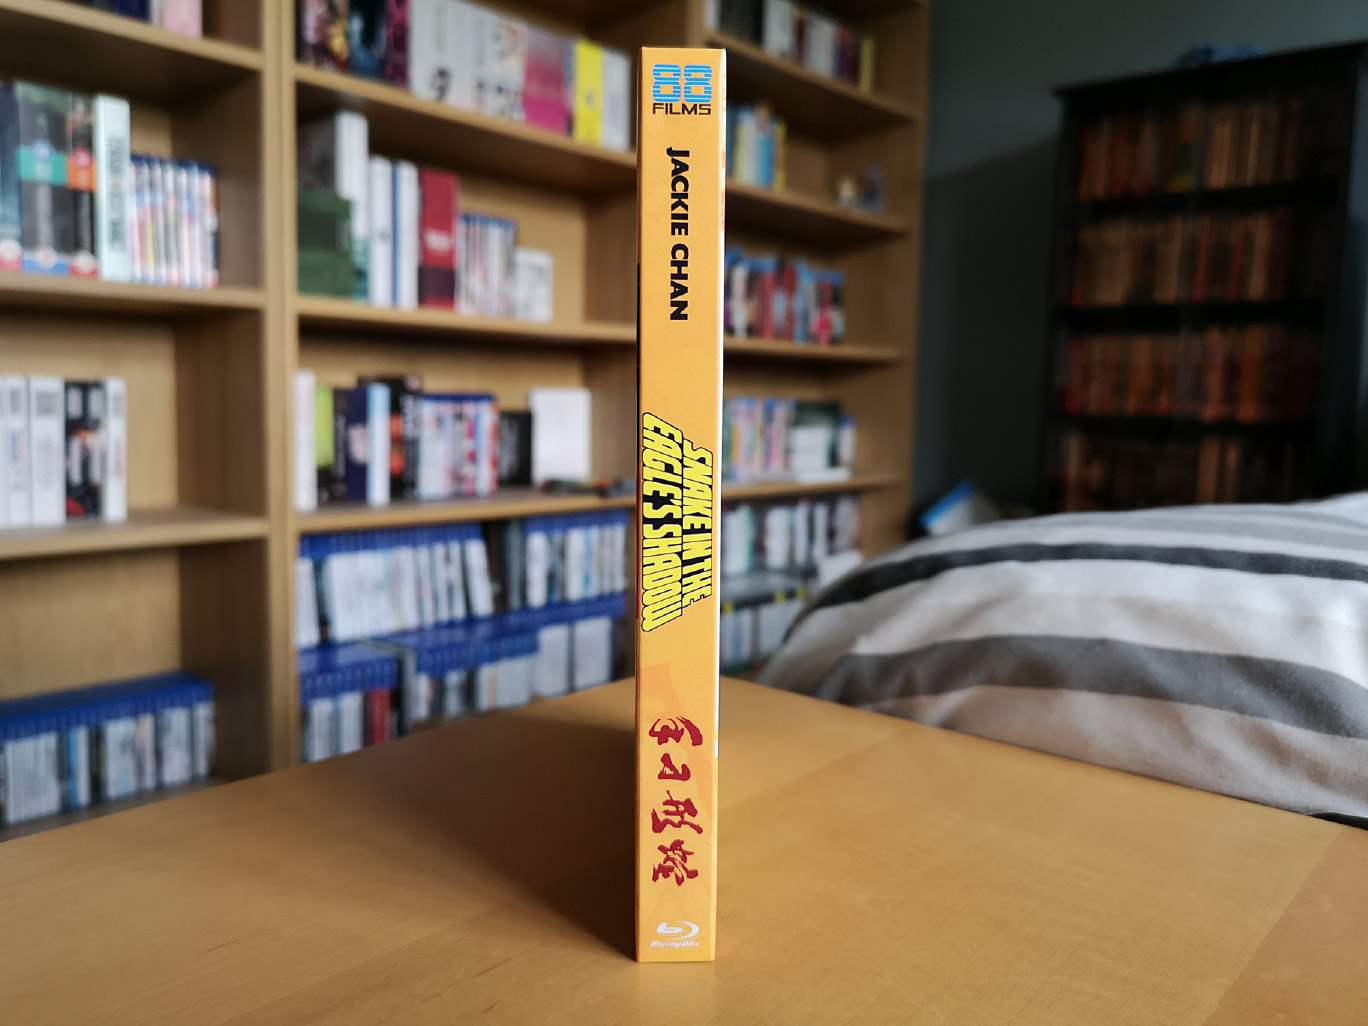 88
FILMS
JACKIE CHAN
SNAKE IN THE
EAGLE'S SHADOW
手刁形蛇
Blu-ray Disc